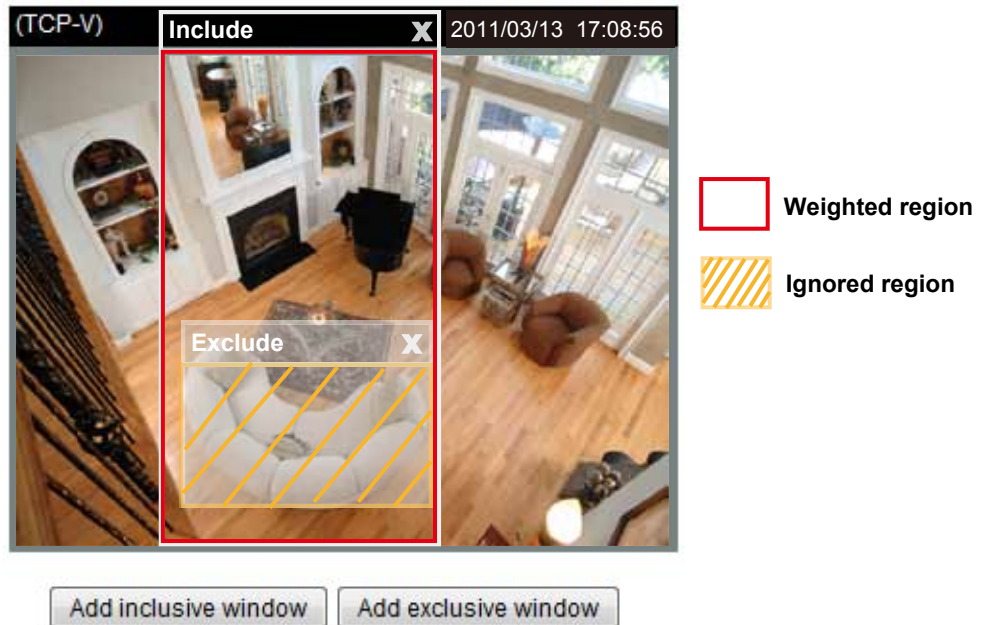 (TCP-V) Include X 2011/03/13 17:08:56
Weighted region
Ignored region
Exclude X
Add inclusive window Add exclusive window